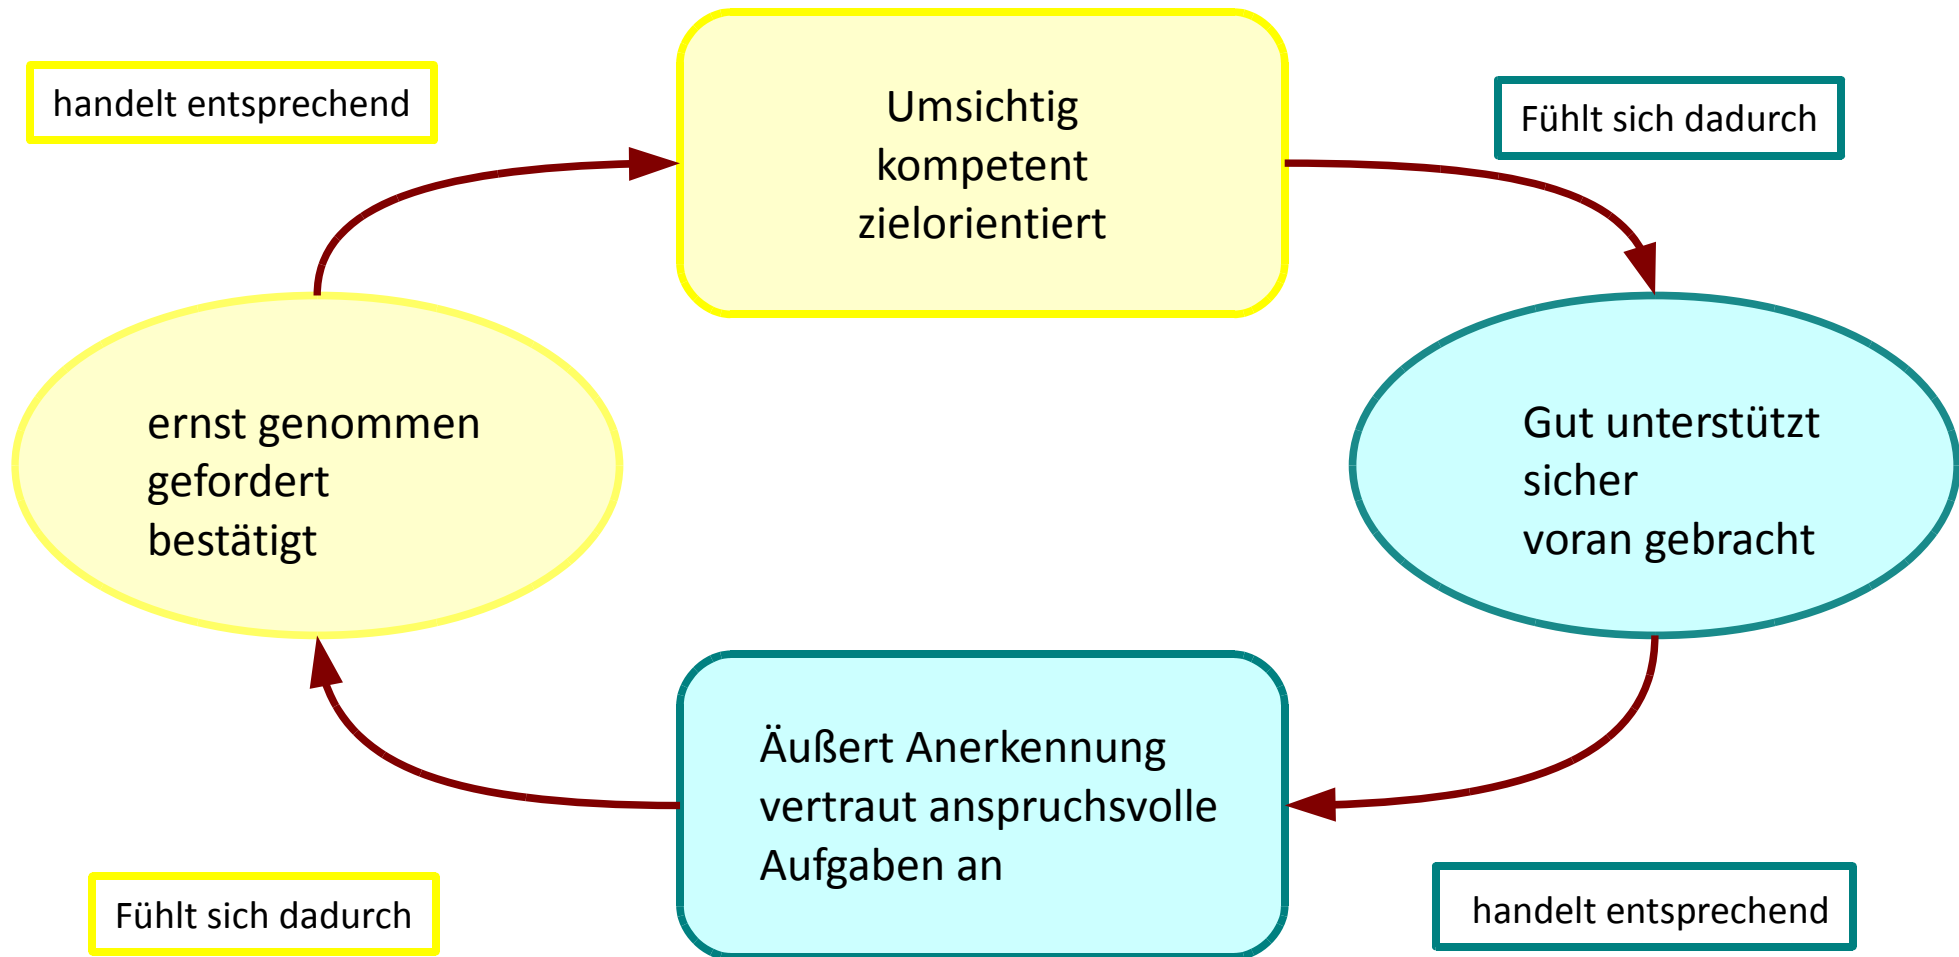 handelt entsprechend
Umsichtig
kompetent
zielorientiert
Fühlt sich dadurch
ernst genommen
gefordert
bestätigt
Gut unterstützt
sicher
voran gebracht
Äußert Anerkennung
vertraut anspruchsvolle
Aufgaben an
Fühlt sich dadurch
handelt entsprechend